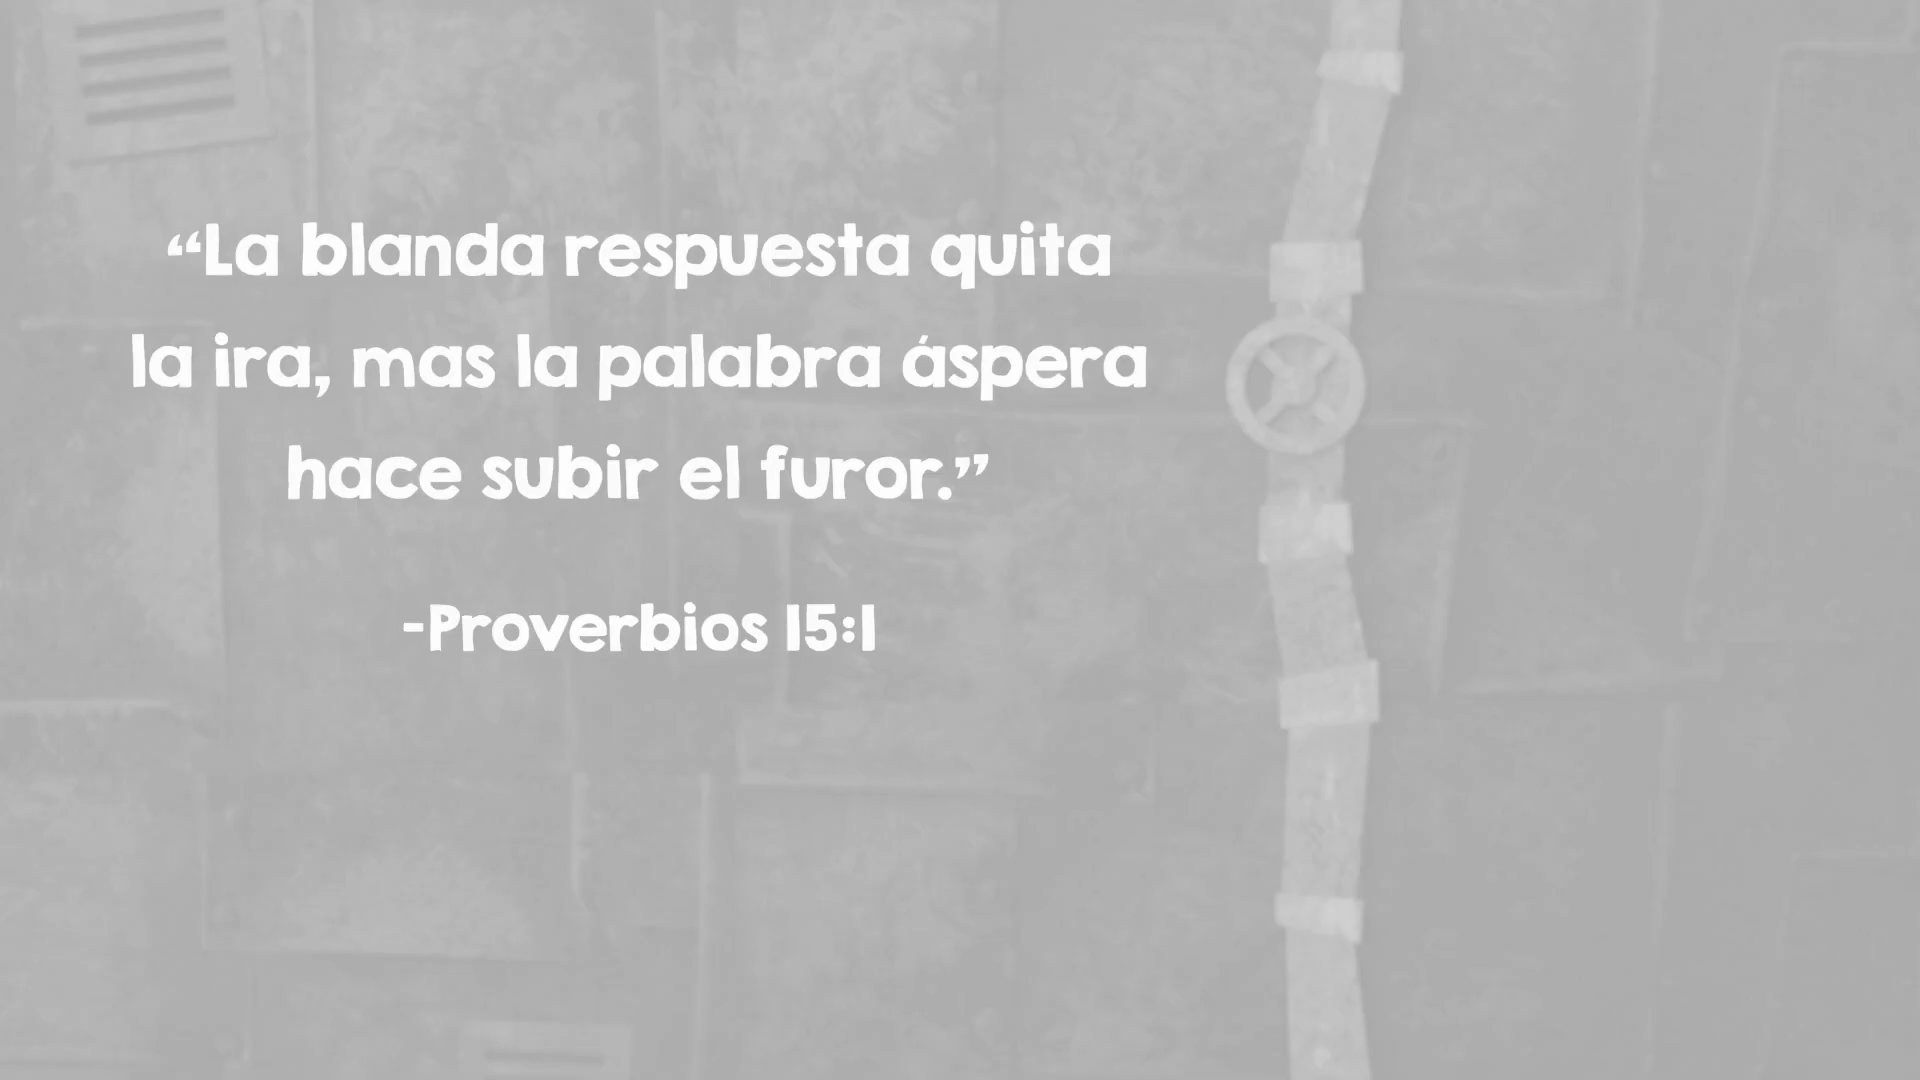 “La blanda respuesta quita
la ira, mas la palabra áspera
hace subir el furor.”
-Proverbios 15:1